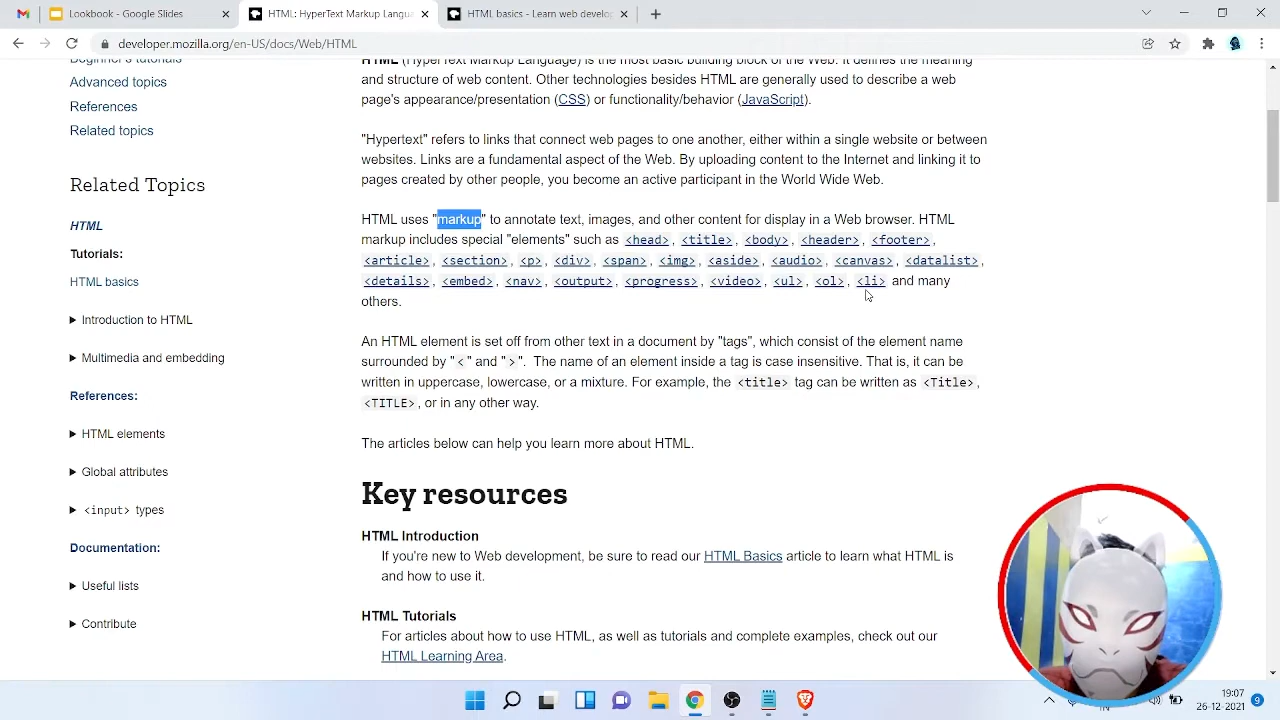 Lookbook - Google Slides
HTML: HyperText Markup Langu
HTML basics - Learn web develop
developer.mozilla.org/en-US/docs/Web/HTML
Beginner's tutorials
Advanced topics
References
Related topics
Related Topics
HTML
Tutorials:
HTML basics
▶ Introduction to HTML
▶ Multimedia and embedding
References:
▶ HTML elements
▶ Global attributes
▶ <input> types
Documentation:
▶ Useful lists
▶ Contribute
HTML (HyperText Markup Language) is the most basic building block of the Web. It defines the meaning
and structure of web content. Other technologies besides HTML are generally used to describe a web
page's appearance/presentation (CSS) or functionality/behavior (JavaScript).
"Hypertext" refers to links that connect web pages to one another, either within a single website or between
websites. Links are a fundamental aspect of the Web. By uploading content to the Internet and linking it to
pages created by other people, you become an active participant in the World Wide Web.
HTML uses "markup" to annotate text, images, and other content for display in a Web browser. HTML
markup includes special "elements" such as <head>, <title>, <body>, <header>, <footer>,
<article>, <section>, <p>, <div>, <span>, <img>, <aside>, <audio>, <canvas>, <datalist>,
<details>, <embed>, <nav>, <output>, <progress>, <video>, <ul>, <ol>, <li> and many
others.
An HTML element is set off from other text in a document by "tags", which consist of the element name
surrounded by "<" and ">". The name of an element inside a tag is case insensitive. That is, it can be
written in uppercase, lowercase, or a mixture. For example, the <title> tag can be written as <Title>,
<TITLE>, or in any other way.
The articles below can help you learn more about HTML.
Key resources
HTML Introduction
If you're new to Web development, be sure to read our HTML Basics article to learn what HTML is
and how to use it.
HTML Tutorials
For articles about how to use HTML, as well as tutorials and complete examples, check out our
HTML Learning Area.
19:07
26-12-2021
9